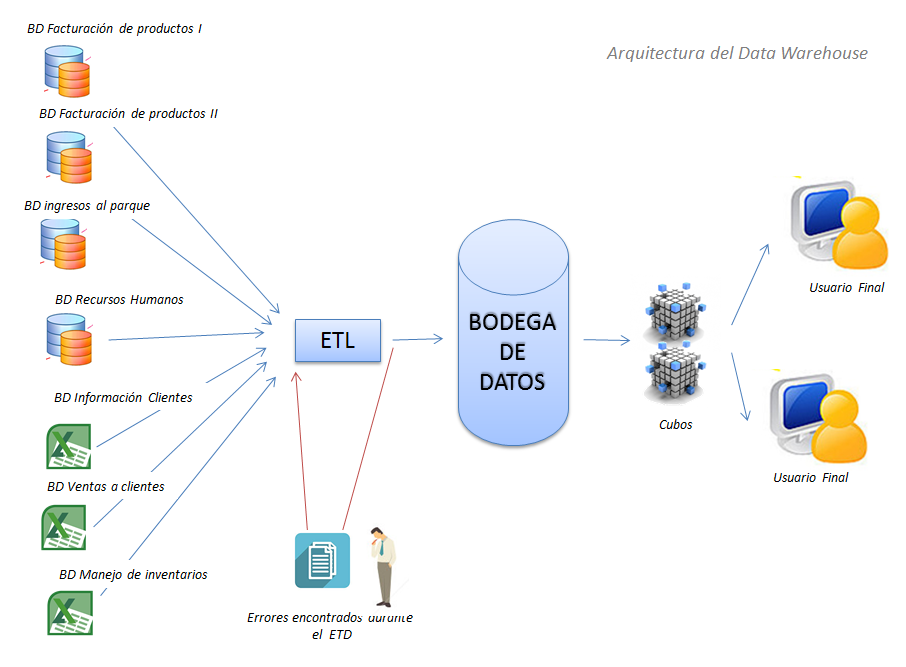 BD Facturación de productos I
Arquitectura del Data Warehouse
BD Facturación de productos II
BD ingresos al parque
BD Recursos Humanos
BD Información Clientes
BD Ventas a clientes
BD Manejo de inventarios
ETL
BODEGA
DE
DATOS
Cubos
Usuario Final
Usuario Final
Errores encontrados durante
el ETD